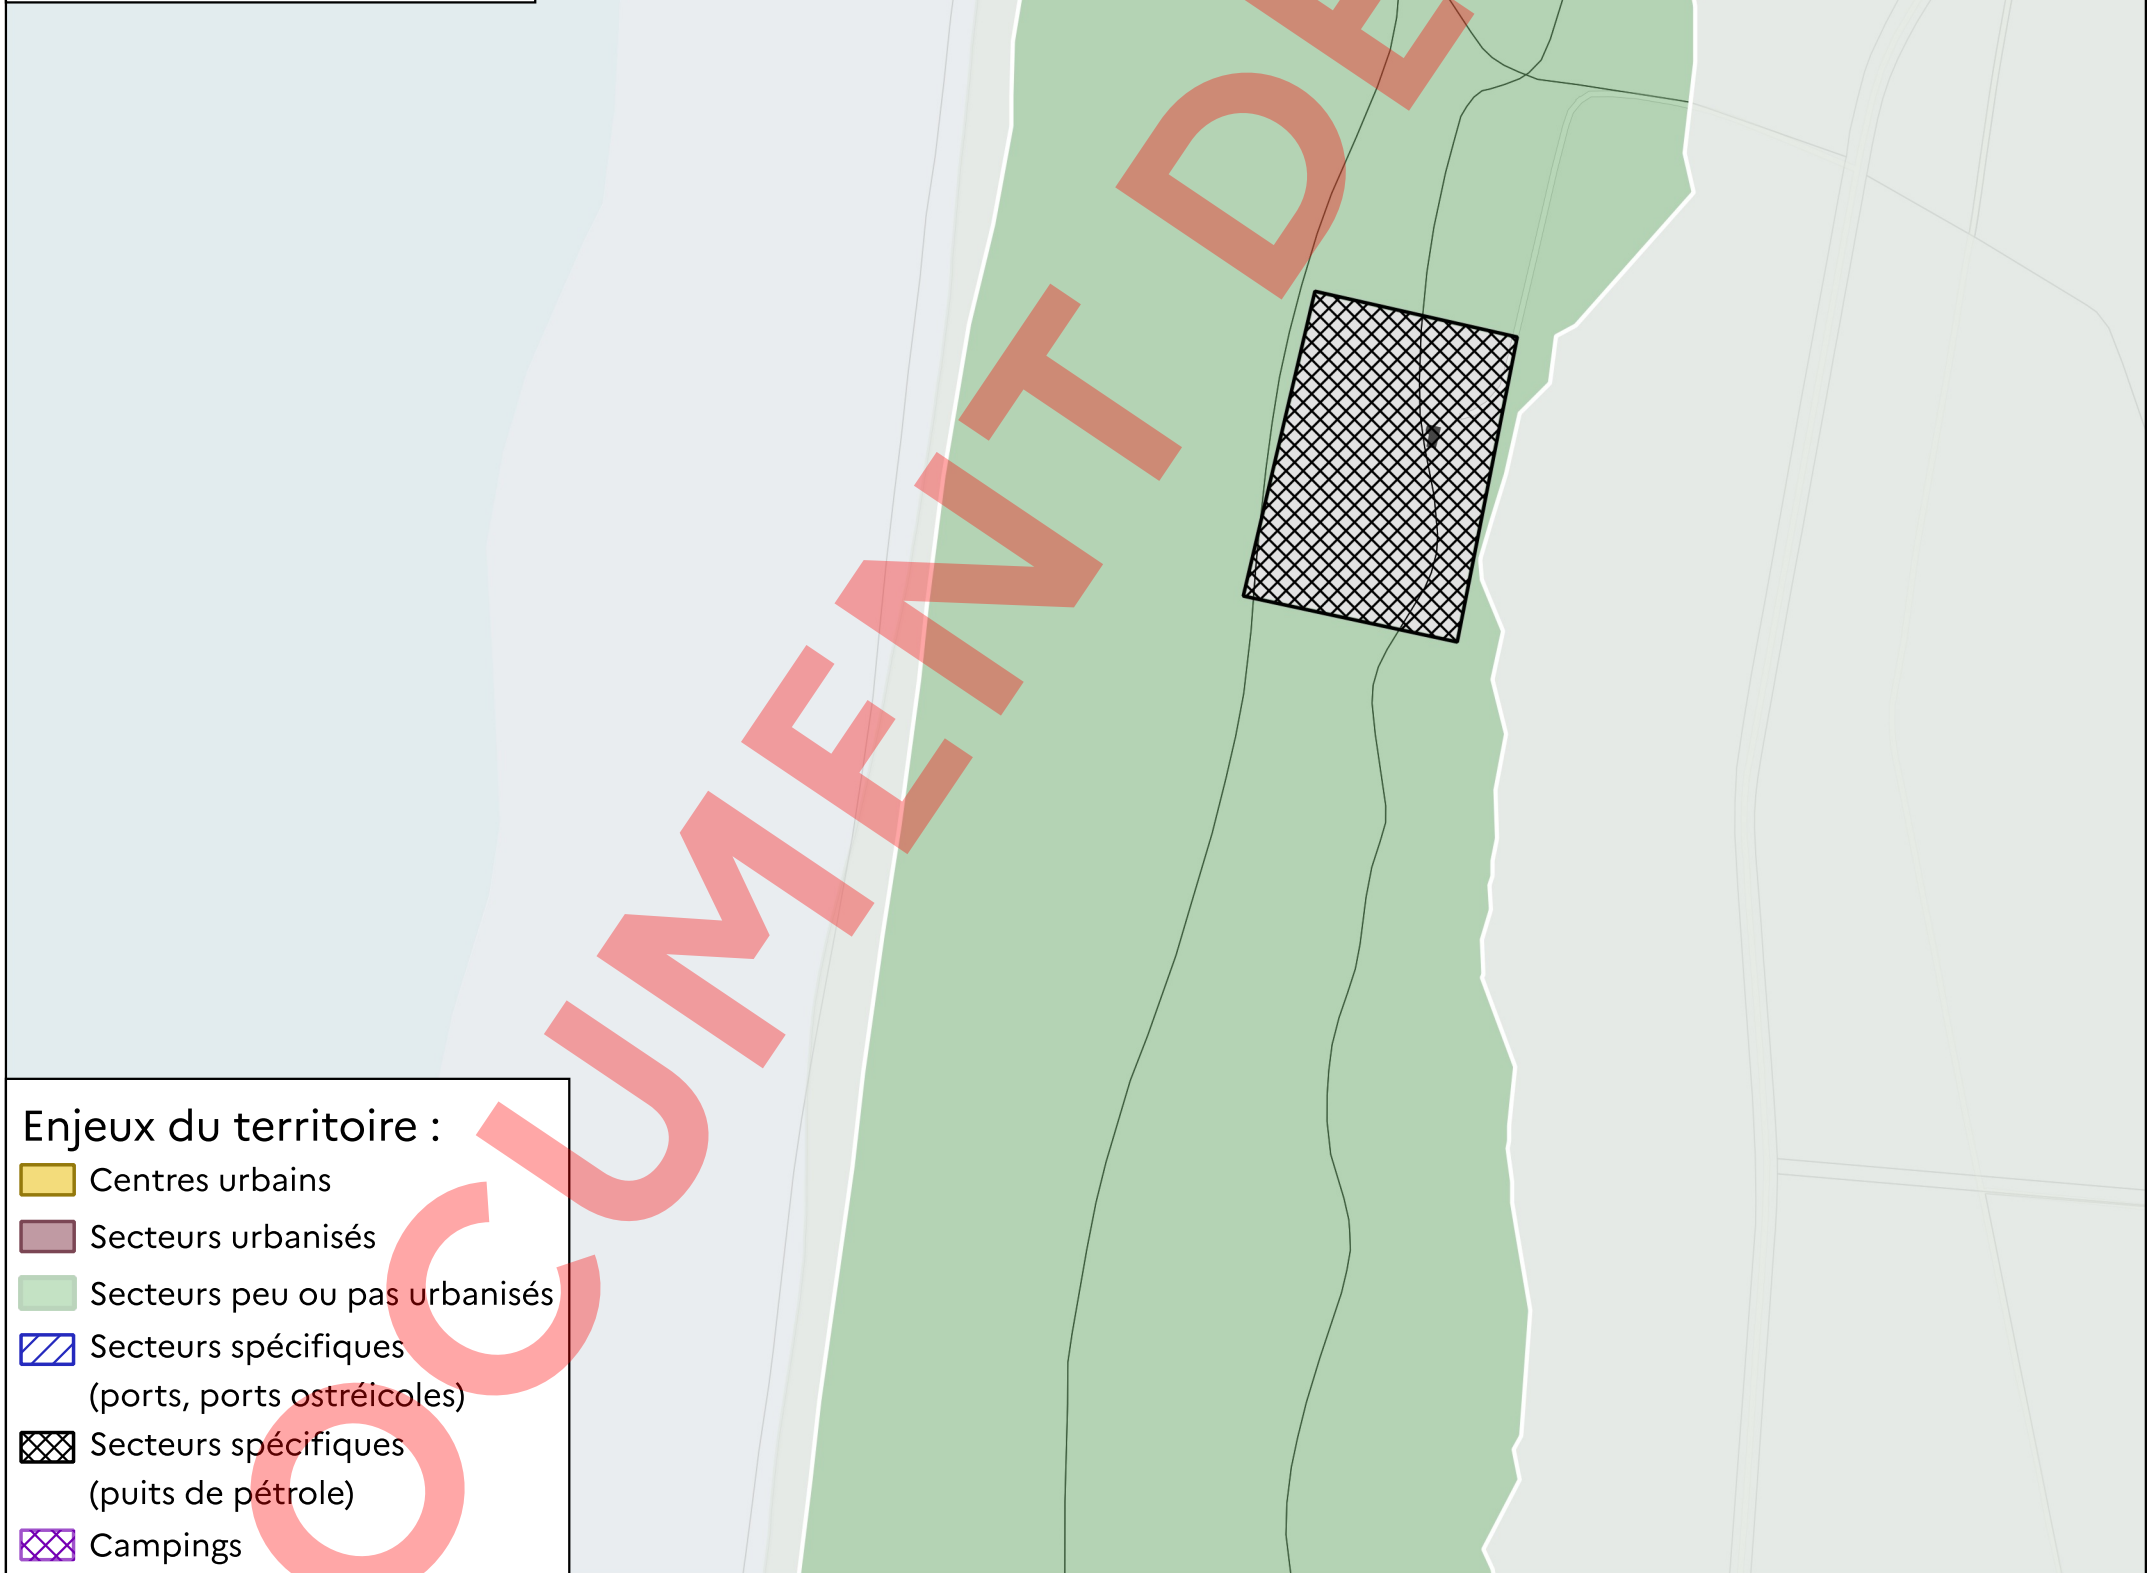 DOCUMENT DE
Enjeux du territoire :
Centres urbains
Secteurs urbanisés
Secteurs peu ou pas urbanisés
Secteurs spécifiques
(ports, ports ostréicoles)
Secteurs spécifiques
(puits de pétrole)
Campings